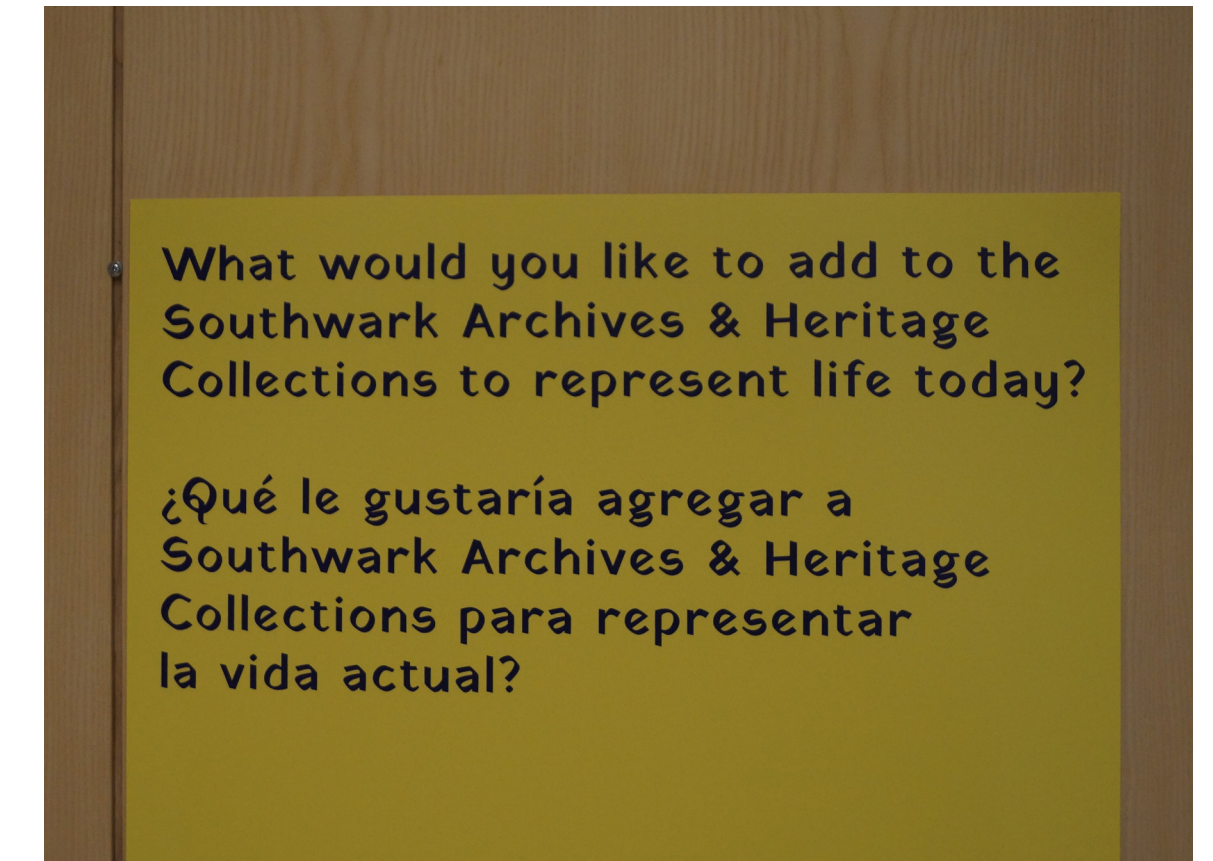 What would you like to add to the
Southwark Archives & Heritage
Collections to represent life today?
¿Qué le gustaría agregar a
Southwark Archives & Heritage
Collections para representar
la vida actual?